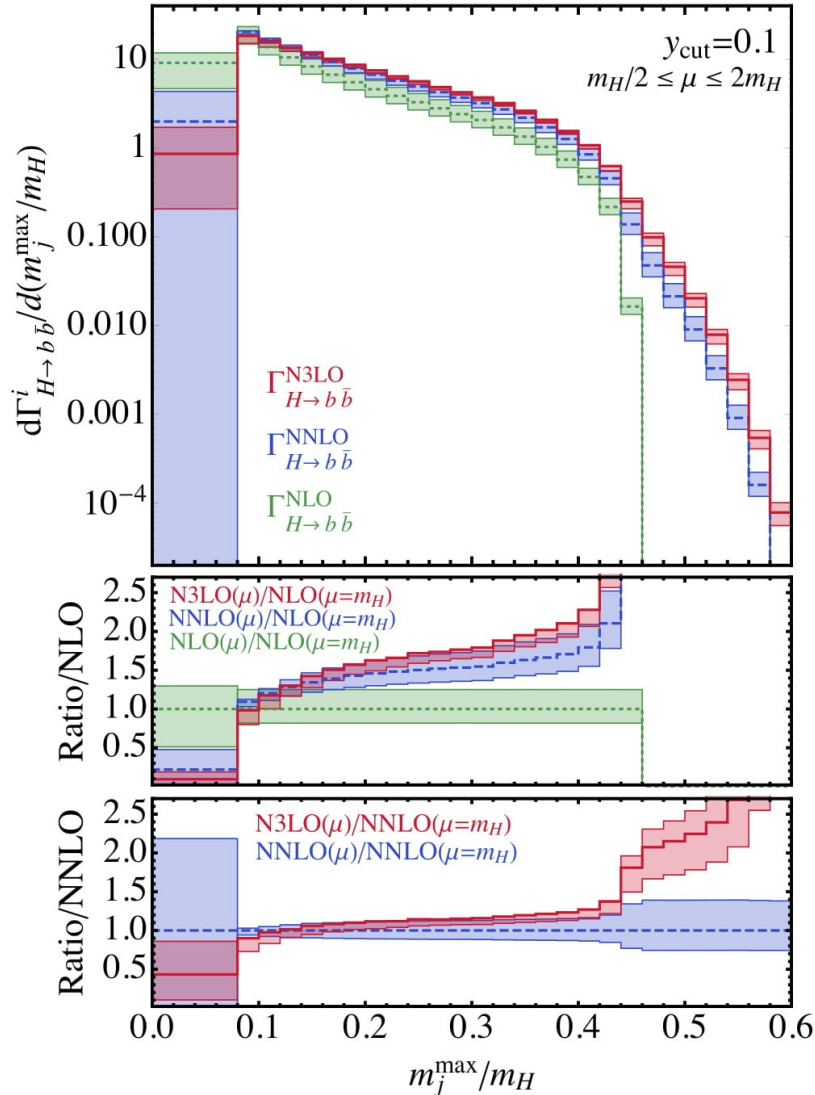 y_cut=0.1
m_H/2 ≤ μ ≤ 2m_H
dΓ^i_{H→b b̄}/d(m_j^max/m_H)
10
1
0.100
0.010
0.001
10^-4
Γ^N3LO_{H→b b̄}
Γ^NNLO_{H→b b̄}
Γ^NLO_{H→b b̄}
Ratio/NLO
2.5
2.0
1.5
1.0
0.5
N3LO(μ)/NLO(μ=m_H)
NNLO(μ)/NLO(μ=m_H)
NLO(μ)/NLO(μ=m_H)
Ratio/NNLO
2.5
2.0
1.5
1.0
0.5
N3LO(μ)/NNLO(μ=m_H)
NNLO(μ)/NNLO(μ=m_H)
0.0 0.1 0.2 0.3 0.4 0.5 0.6
m_j^max/m_H